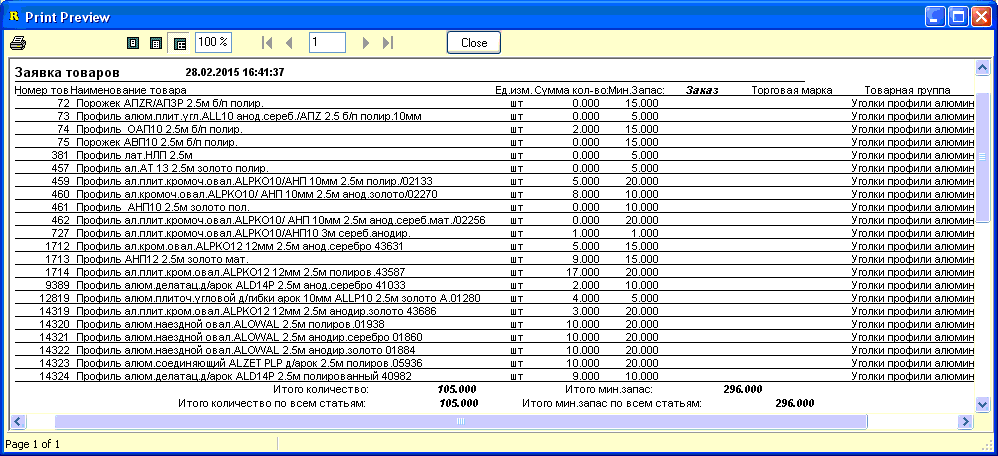 Print Preview
100 % 1 Close
Заявка товаров 28.02.2015 16:41:37
Номер тов Наименование товара Ед.изм. Сумма кол-во: Мин.Запас: Заказ Торговая марка Товарная группа
72 Порожек АПZR/АПЗР 2.5м б/п полир. шт 0.000 15.000 Уголки профили алюмин
73 Профиль алюм.плит.угл.ALL10 анод.сереб./АПZ 2.5 б/п полир.10мм шт 0.000 5.000 Уголки профили алюмин
74 Профиль ОАП10 2.5м б/п полир. шт 2.000 15.000 Уголки профили алюмин
75 Порожек АВП10 2.5м б/п полир. шт 0.000 15.000 Уголки профили алюмин
381 Профиль лат.НЛП 2.5м шт 0.000 5.000 Уголки профили алюмин
457 Профиль ал.АТ 13 2.5м золото полир. шт 0.000 5.000 Уголки профили алюмин
459 Профиль ал.плит.кромоч.овал.ALPKO10/АНП 10мм 2.5м полир./02133 шт 5.000 20.000 Уголки профили алюмин
460 Профиль ал.кромоч.овал.ALPKO10/ АНП 10мм 2.5м анод.золото/02270 шт 8.000 10.000 Уголки профили алюмин
461 Профиль АНП10 2.5м золото пол. шт 0.000 10.000 Уголки профили алюмин
462 Профиль ал.плит.кромоч.овал.ALPKO10/ АНП 10мм 2.5м анод.сереб.мат./02256 шт 0.000 20.000 Уголки профили алюмин
727 Профиль ал.плит.кромоч.овал.ALPKO10/АНП10 3м сереб.анодир. шт 1.000 1.000 Уголки профили алюмин
1712 Профиль ал.кром.овал.ALPKO12 12мм 2.5м анод.серебро 43631 шт 5.000 15.000 Уголки профили алюмин
1713 Профиль АНП12 2.5м золото мат. шт 9.000 15.000 Уголки профили алюмин
1714 Профиль ал.плит.кром.овал.ALPKO12 12мм 2.5м полиров.43587 шт 17.000 20.000 Уголки профили алюмин
9389 Профиль алюм.делатац.д/арок ALD14P 2.5м анод.серебро 41033 шт 2.000 10.000 Уголки профили алюмин
12819 Профиль алюм.плиточ.угловой д/гибки арок 10мм ALLP10 2.5м золото А.01280 шт 4.000 5.000 Уголки профили алюмин
14319 Профиль ал.плит.кром.овал.ALPKO12 12мм 2.5м анодир.золото 43686 шт 3.000 20.000 Уголки профили алюмин
14320 Профиль алюм.наездной овал.ALOWAL 2.5м полиров.01938 шт 10.000 20.000 Уголки профили алюмин
14321 Профиль алюм.наездной овал.ALOWAL 2.5м анодир.серебро 01860 шт 10.000 20.000 Уголки профили алюмин
14322 Профиль алюм.наездной овал.ALOWAL 2.5м анодир.золото 01884 шт 10.000 20.000 Уголки профили алюмин
14323 Профиль алюм.соединяющий ALZET PLP д/арок 2.5м полиров.05936 шт 10.000 20.000 Уголки профили алюмин
14324 Профиль алюм.делатац.д/арок ALD14P 2.5м полированный 40982 шт 9.000 10.000 Уголки профили алюмин
Итого количество: 105.000 Итого мин.запас: 296.000
Итого количество по всем статьям: 105.000 Итого мин.запас по всем статьям: 296.000
Page 1 of 1